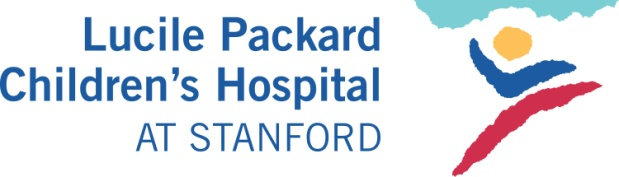 Lucile Packard
Children's Hospital
AT STANFORD